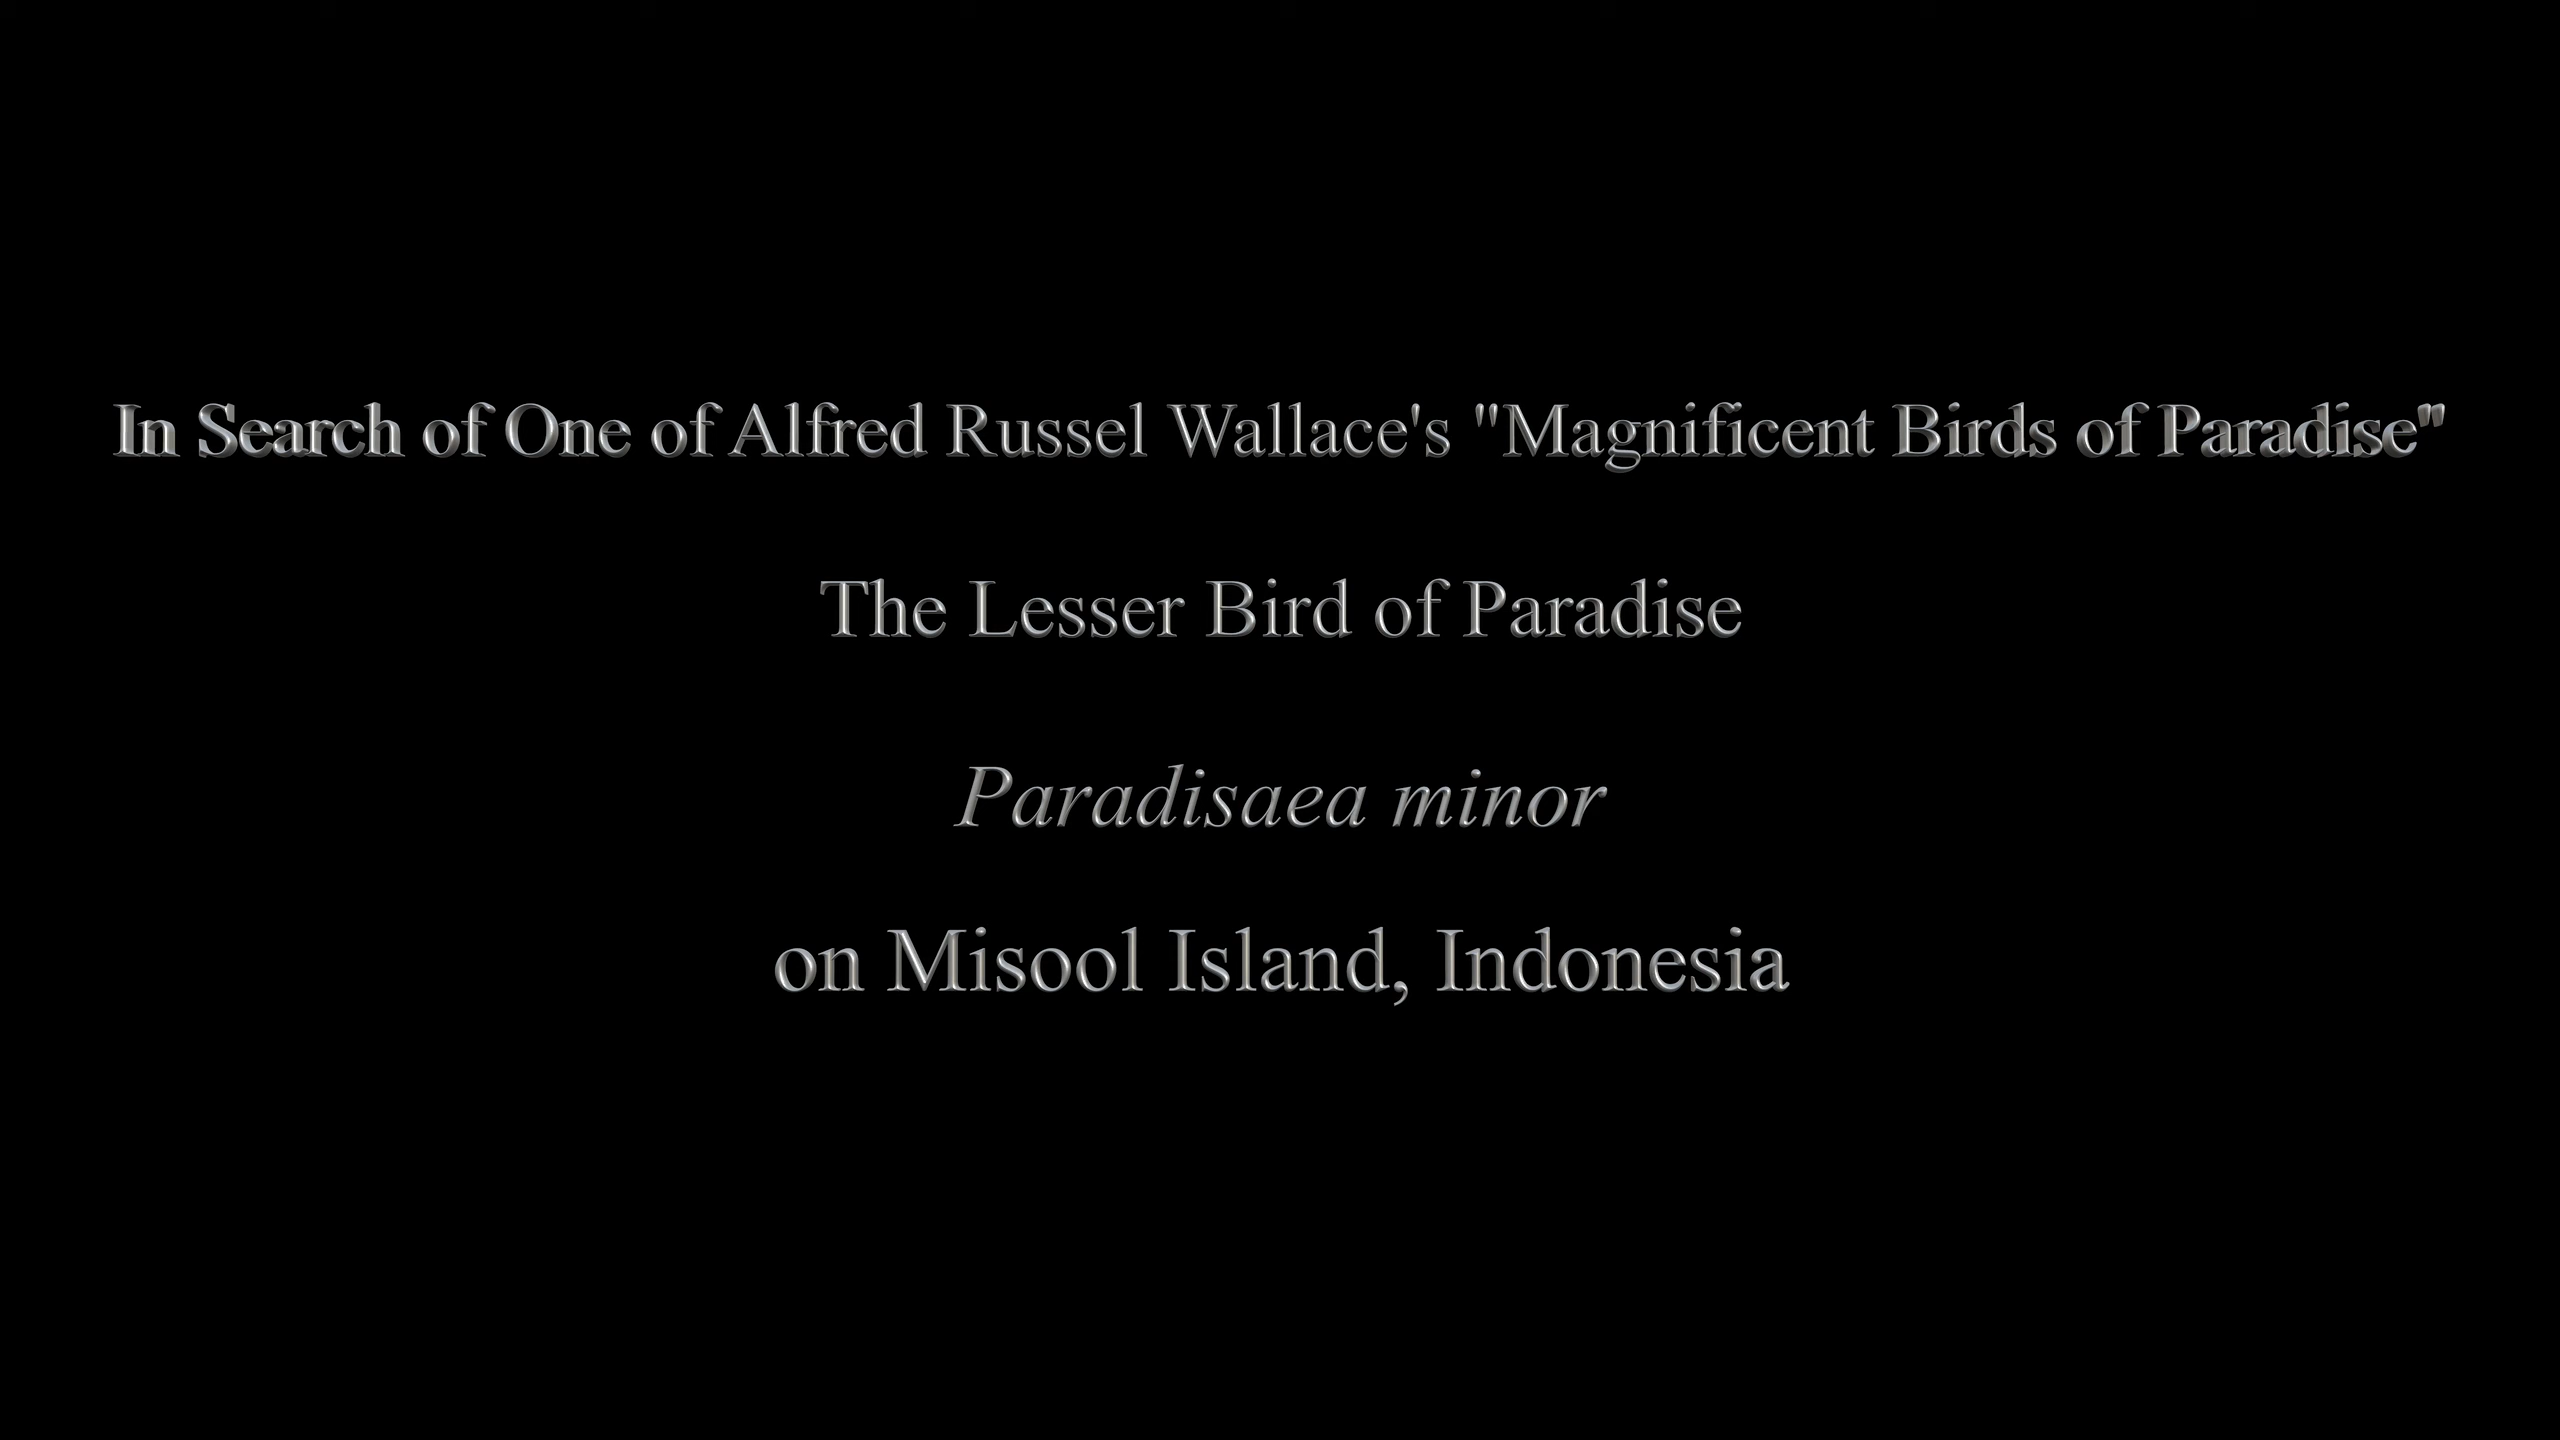 In Search of One of Alfred Russel Wallace's "Magnificent Birds of Paradise"
The Lesser Bird of Paradise
Paradisaea minor
on Misool Island, Indonesia